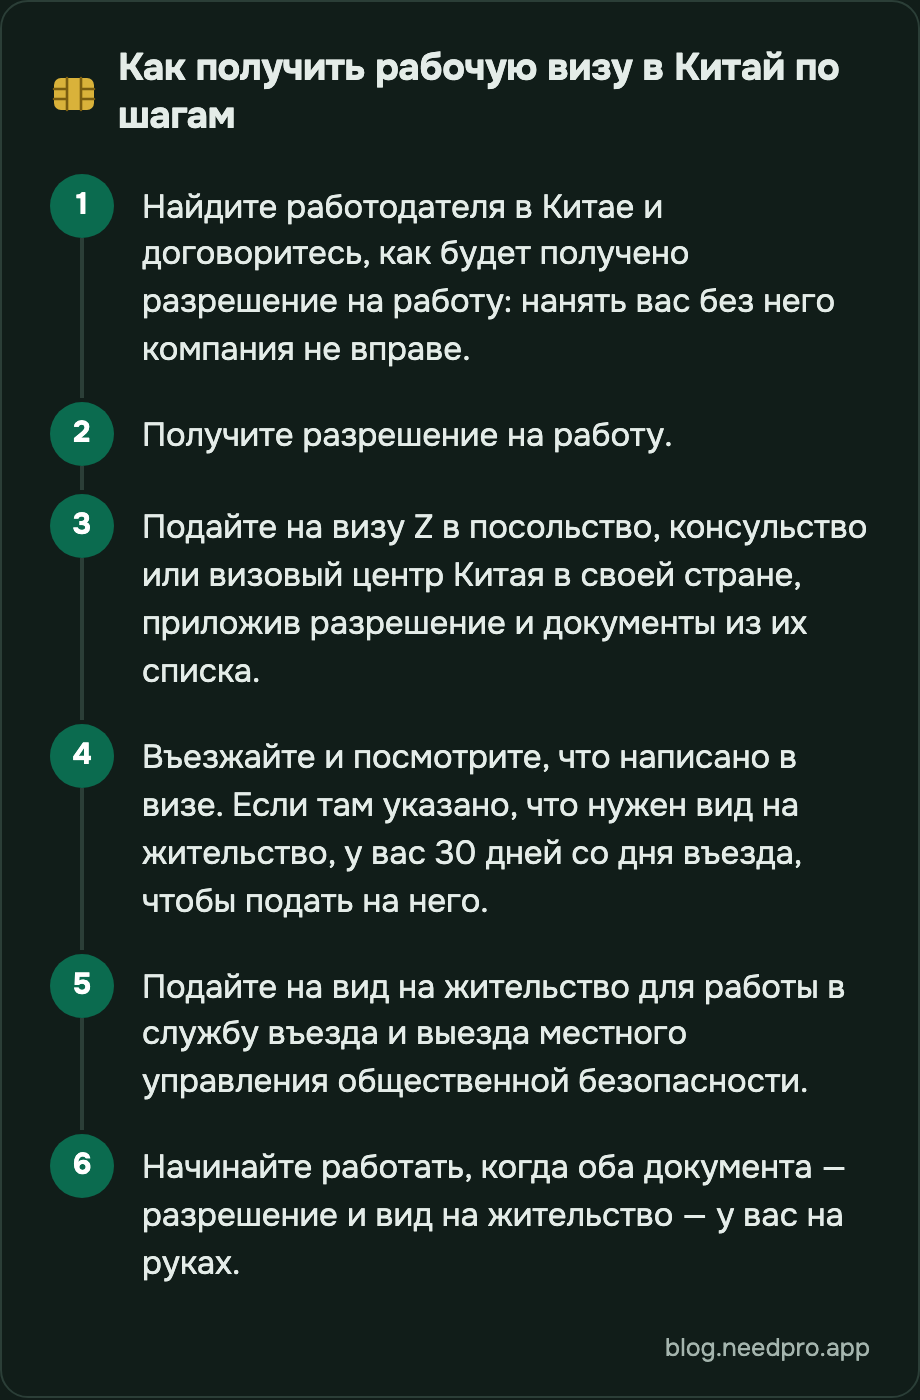 Как получить рабочую визу в Китай по
шагам
1
Найдите работодателя в Китае и
договоритесь, как будет получено
разрешение на работу: нанять вас без него
компания не вправе.
2
Получите разрешение на работу.
3
Подайте на визу Z в посольство, консульство
или визовый центр Китая в своей стране,
приложив разрешение и документы из их
списка.
4
Въезжайте и посмотрите, что написано в
визе. Если там указано, что нужен вид на
жительство, у вас 30 дней со дня въезда,
чтобы подать на него.
5
Подайте на вид на жительство для работы в
службу въезда и выезда местного
управления общественной безопасности.
6
Начинайте работать, когда оба документа —
разрешение и вид на жительство — у вас на
руках.
blog.needpro.app